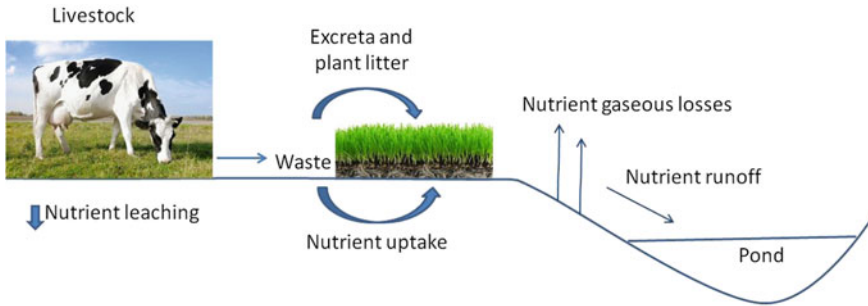 Livestock
Excreta and
plant litter
Nutrient gaseous losses
Waste
Nutrient runoff
Nutrient leaching
Nutrient uptake
Pond